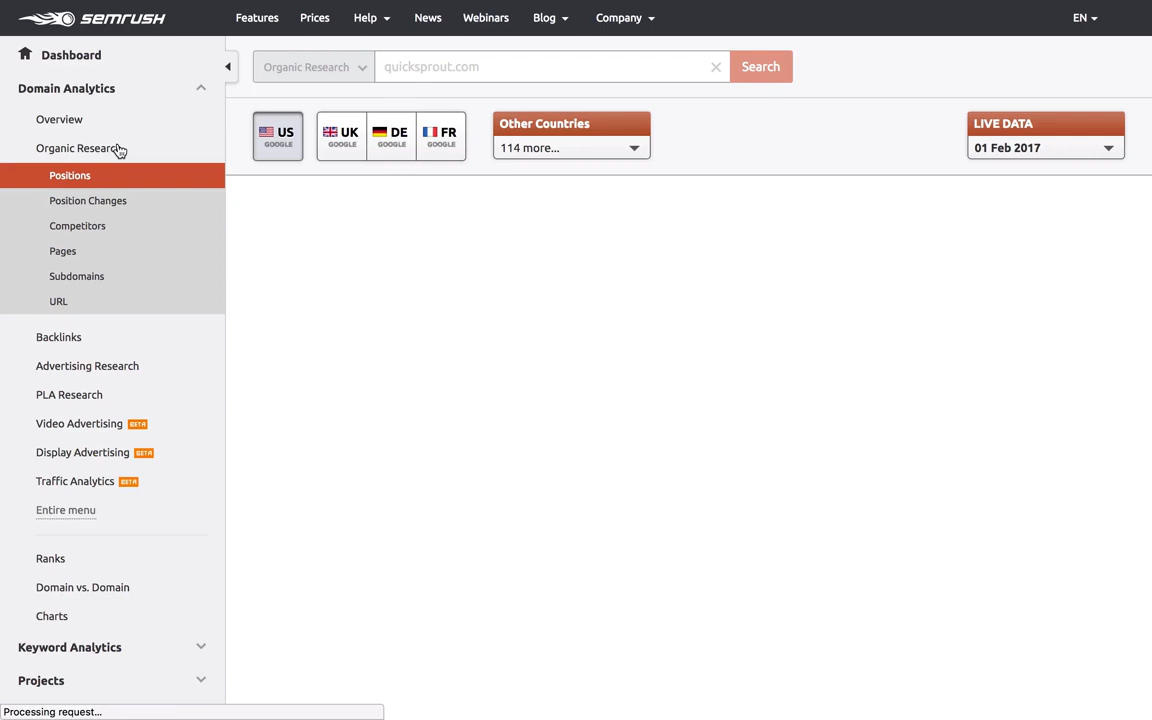 semrush Features Prices Help News Webinars Blog Company EN
Dashboard
Domain Analytics
Overview
Organic Research
Positions
Position Changes
Competitors
Pages
Subdomains
URL
Backlinks
Advertising Research
PLA Research
Video Advertising BETA
Display Advertising BETA
Traffic Analytics BETA
Entire menu
Ranks
Domain vs. Domain
Charts
Keyword Analytics
Projects
Processing request...
Organic Research quicksprout.com Search
US GOOGLE
UK GOOGLE
DE GOOGLE
FR GOOGLE
Other Countries
114 more...
LIVE DATA
01 Feb 2017